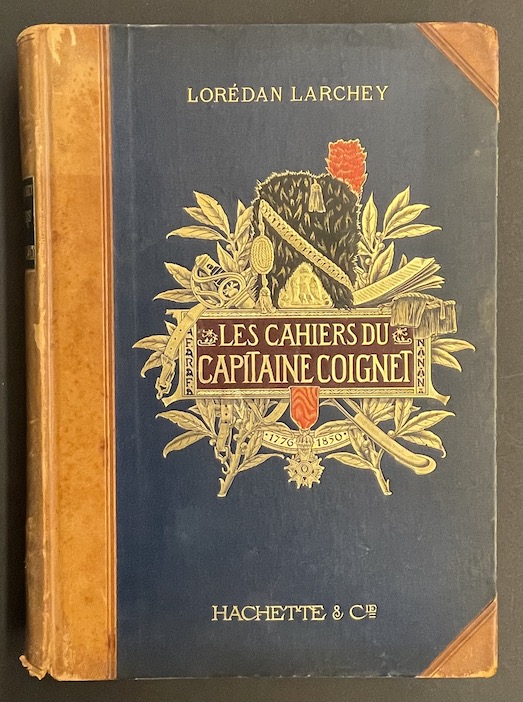 LORÉDAN LARCHEY
LES CAHIERS DU
CAPITAINE COIGNET
1776 1850
HACHETTE & CIE